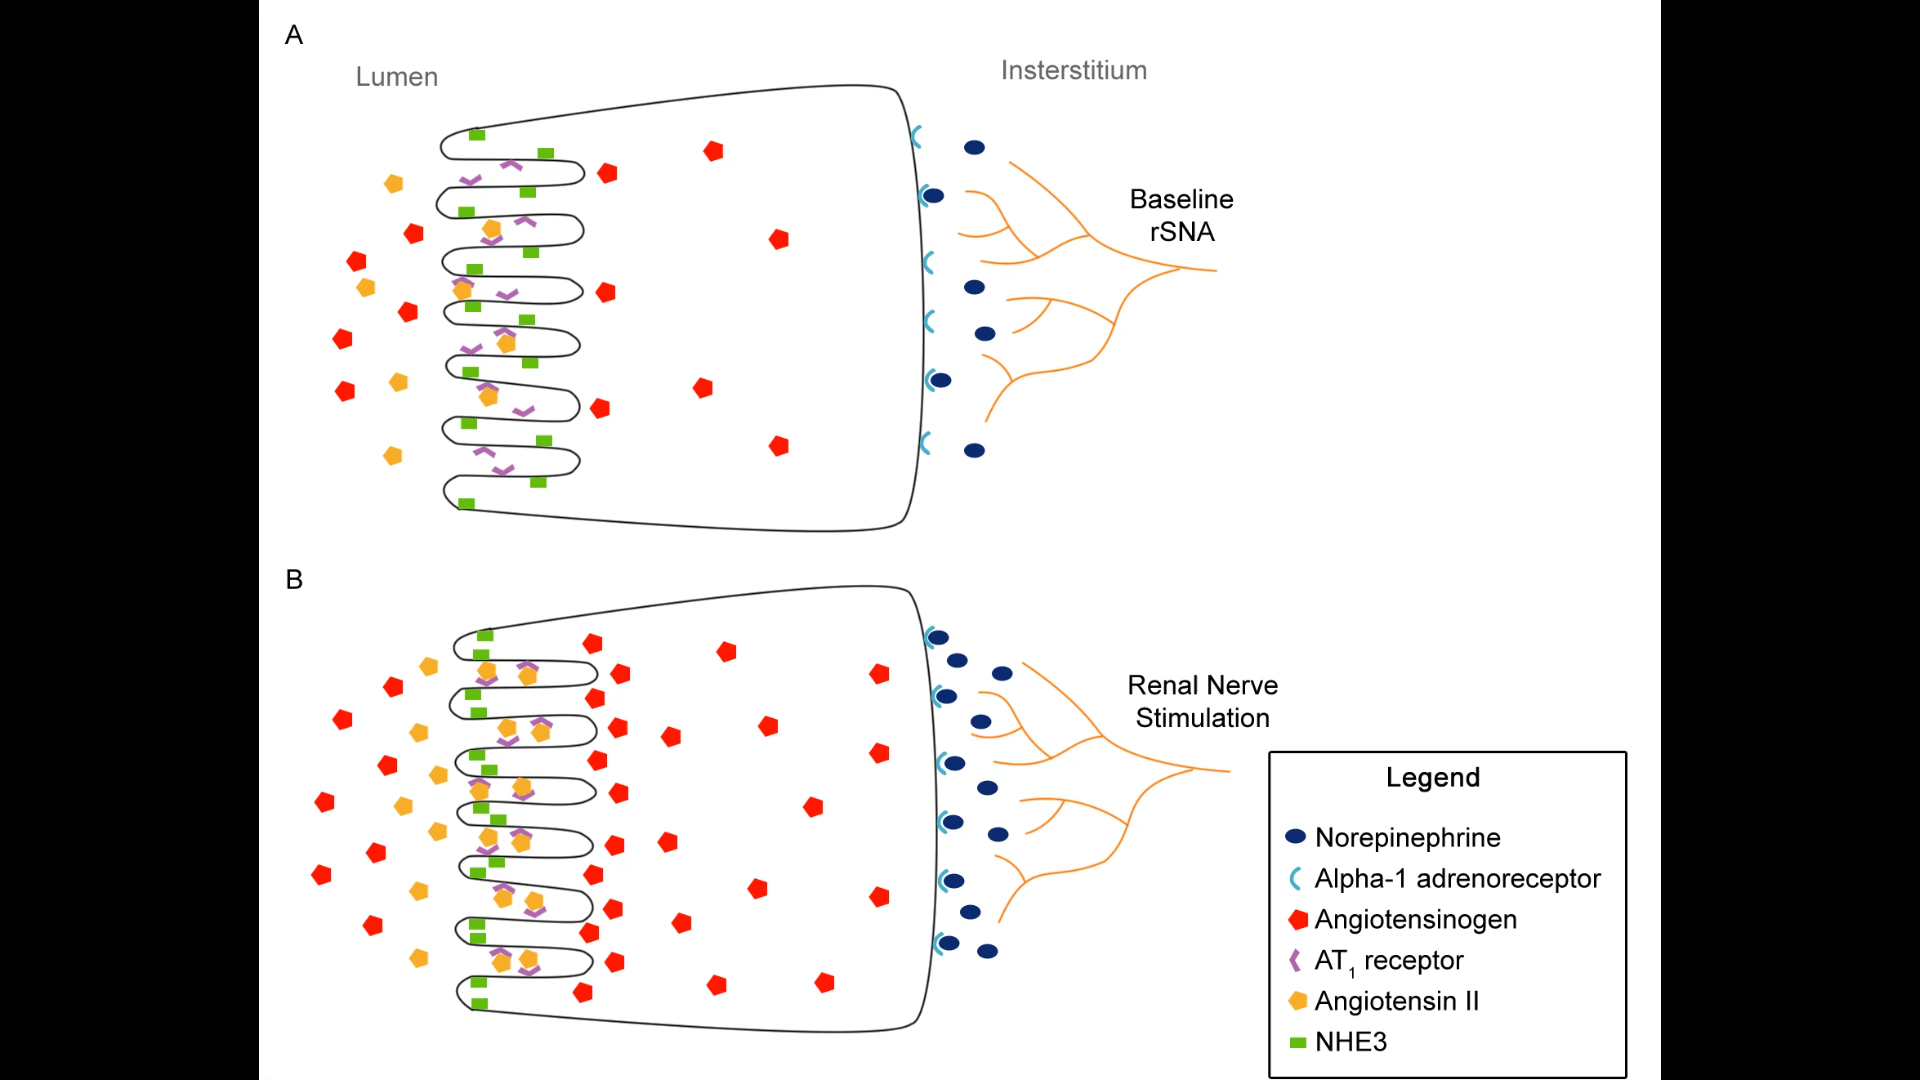 A
Lumen
Insterstitium
Baseline
rSNA
B
Renal Nerve
Stimulation
Legend
Norepinephrine
Alpha-1 adrenoreceptor
Angiotensinogen
AT1 receptor
Angiotensin II
NHE3